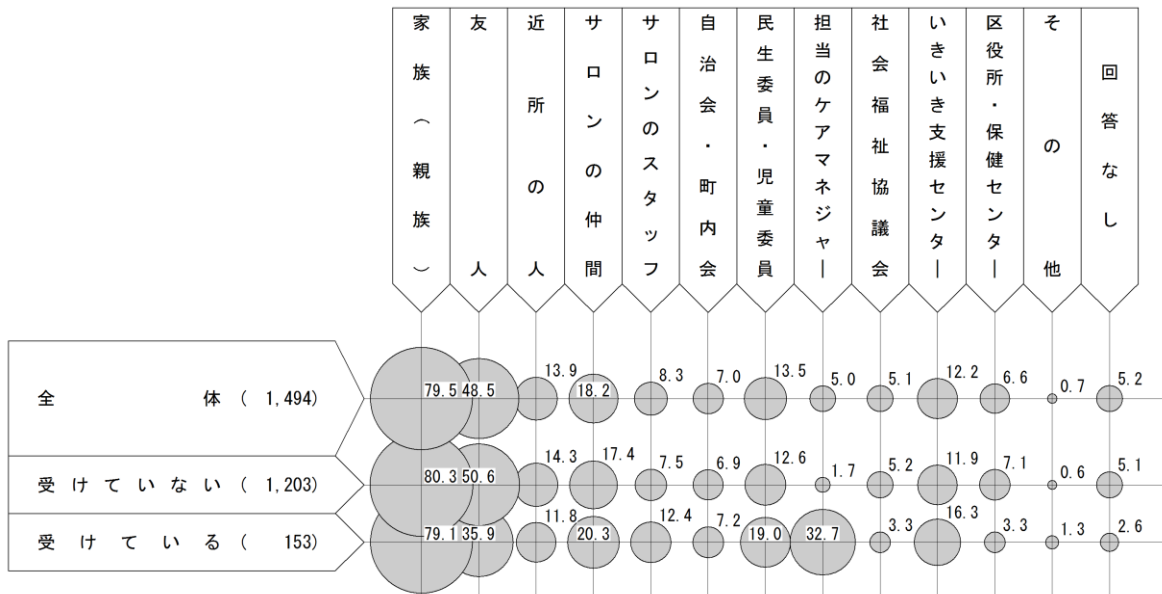 家族（親族）
友人
近所の人
サロンの仲間
サロンのスタッフ
自治会・町内会
民生委員・児童委員
担当のケアマネジャー
社会福祉協議会
いきいき支援センター
区役所・保健センター
その他
回答なし
全体 ( 1,494)
79.5 48.5 13.9 18.2 8.3 7.0 13.5 5.0 5.1 12.2 6.6 0.7 5.2
受けていない ( 1,203)
80.3 50.6 14.3 17.4 7.5 6.9 12.6 1.7 5.2 11.9 7.1 0.6 5.1
受けている ( 153)
79.1 35.9 11.8 20.3 12.4 7.2 19.0 32.7 3.3 16.3 3.3 1.3 2.6